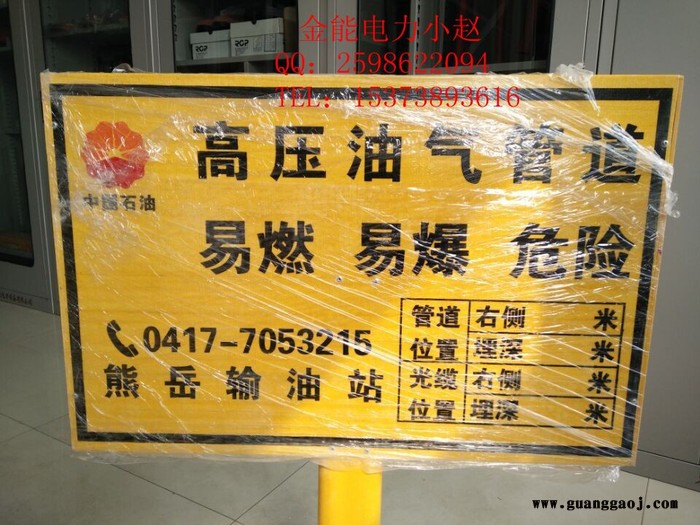 金能电力小赵
QQ：2598622094
TEL：15373893616
RGP
RGP
高压油气管道
中国石油
易燃 易爆 危险
0417-7053215
熊岳输油站
管道 右侧 米
位置 埋深 米
光缆 右侧 米
位置 埋深 米
www.guanggaoj.com